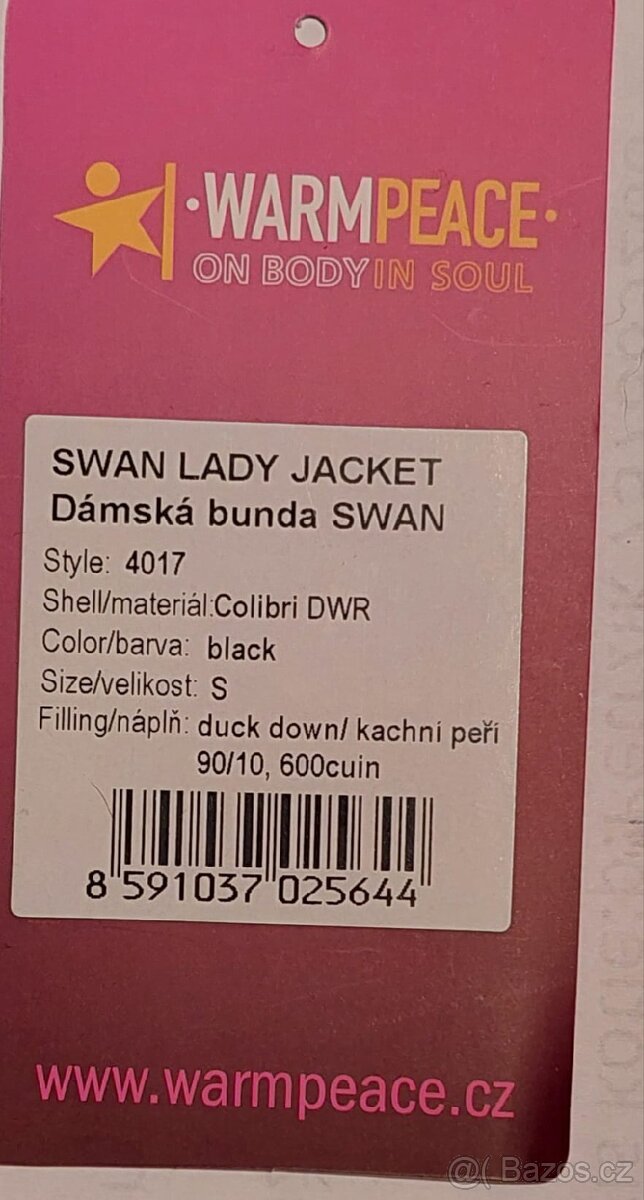 ·WARMPEACE·
ON BODY IN SOUL
SWAN LADY JACKET
Dámská bunda SWAN
Style: 4017
Shell/materiál:Colibri DWR
Color/barva: black
Size/velikost: S
Filling/náplň: duck down/ kachní peří
90/10, 600cuin
8 591037 025644
www.warmpeace.cz
@( Bazos.cz